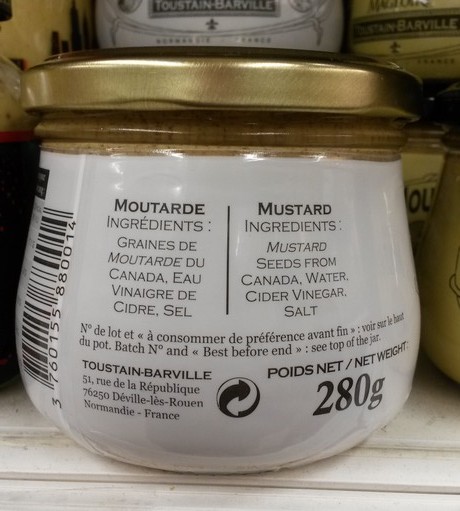 TOUSTAIN-BARVILLE
TOUSTAIN-BARVILLE
MOUTARDE
INGRÉDIENTS :
GRAINES DE
MOUTARDE DU
CANADA, EAU
VINAIGRE DE
CIDRE, SEL
MUSTARD
INGREDIENTS :
MUSTARD
SEEDS FROM
CANADA, WATER,
CIDER VINEGAR,
SALT
N° de lot et « à consommer de préférence avant fin » : voir sur le haut
du pot. Batch N° and « Best before end » : see top of the jar.
TOUSTAIN-BARVILLE
51, rue de la République
76250 Déville-lès-Rouen
Normandie - France
POIDS NET / NET WEIGHT :
280g
3 760155 880014